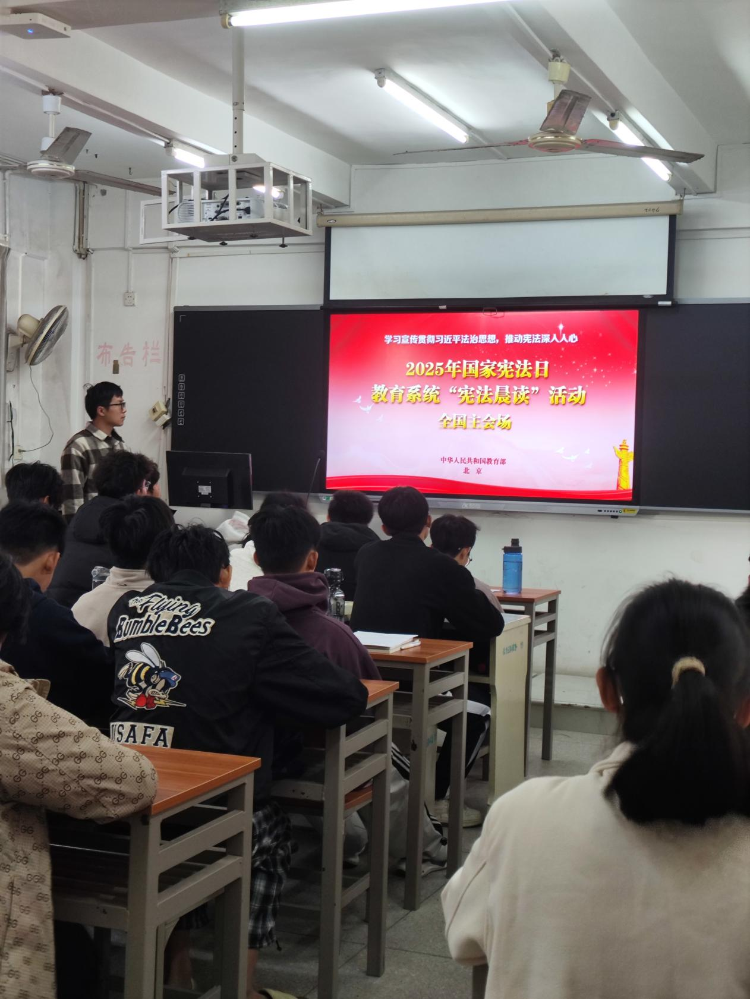 学习宣传贯彻习近平法治思想，推动宪法深入人心
2025年国家宪法日
教育系统“宪法晨读”活动
全国主会场
中华人民共和国教育部
北 京
布告栏
The Flying
BumbleBees
USAFA